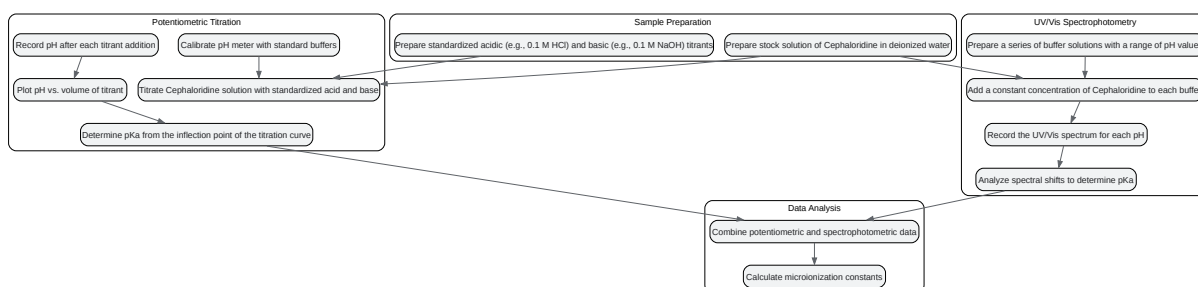 Potentiometric Titration
Record pH after each titrant addition
Calibrate pH meter with standard buffers
Plot pH vs. volume of titrant
Titrate Cephaloridine solution with standardized acid and base
Determine pKa from the inflection point of the titration curve
Sample Preparation
Prepare standardized acidic (e.g., 0.1 M HCl) and basic (e.g., 0.1 M NaOH) titrants
Prepare stock solution of Cephaloridine in deionized water
UV/Vis Spectrophotometry
Prepare a series of buffer solutions with a range of pH value
Add a constant concentration of Cephaloridine to each buffe
Record the UV/Vis spectrum for each pH
Analyze spectral shifts to determine pKa
Data Analysis
Combine potentiometric and spectrophotometric data
Calculate microionization constants